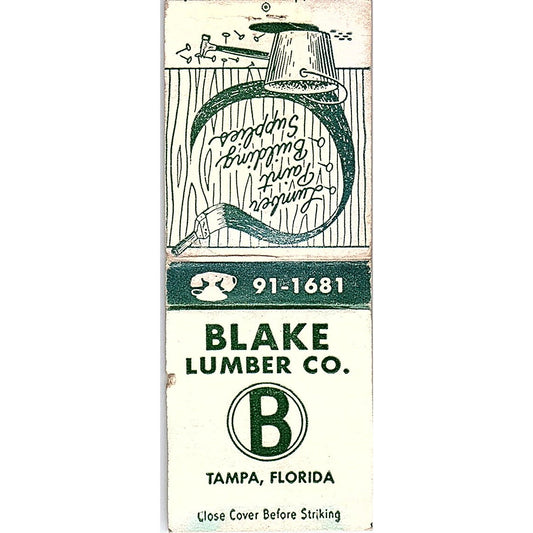 Lumber
Paint
Building
Supplies
91-1681
BLAKE
LUMBER CO.
B
TAMPA, FLORIDA
Close Cover Before Striking